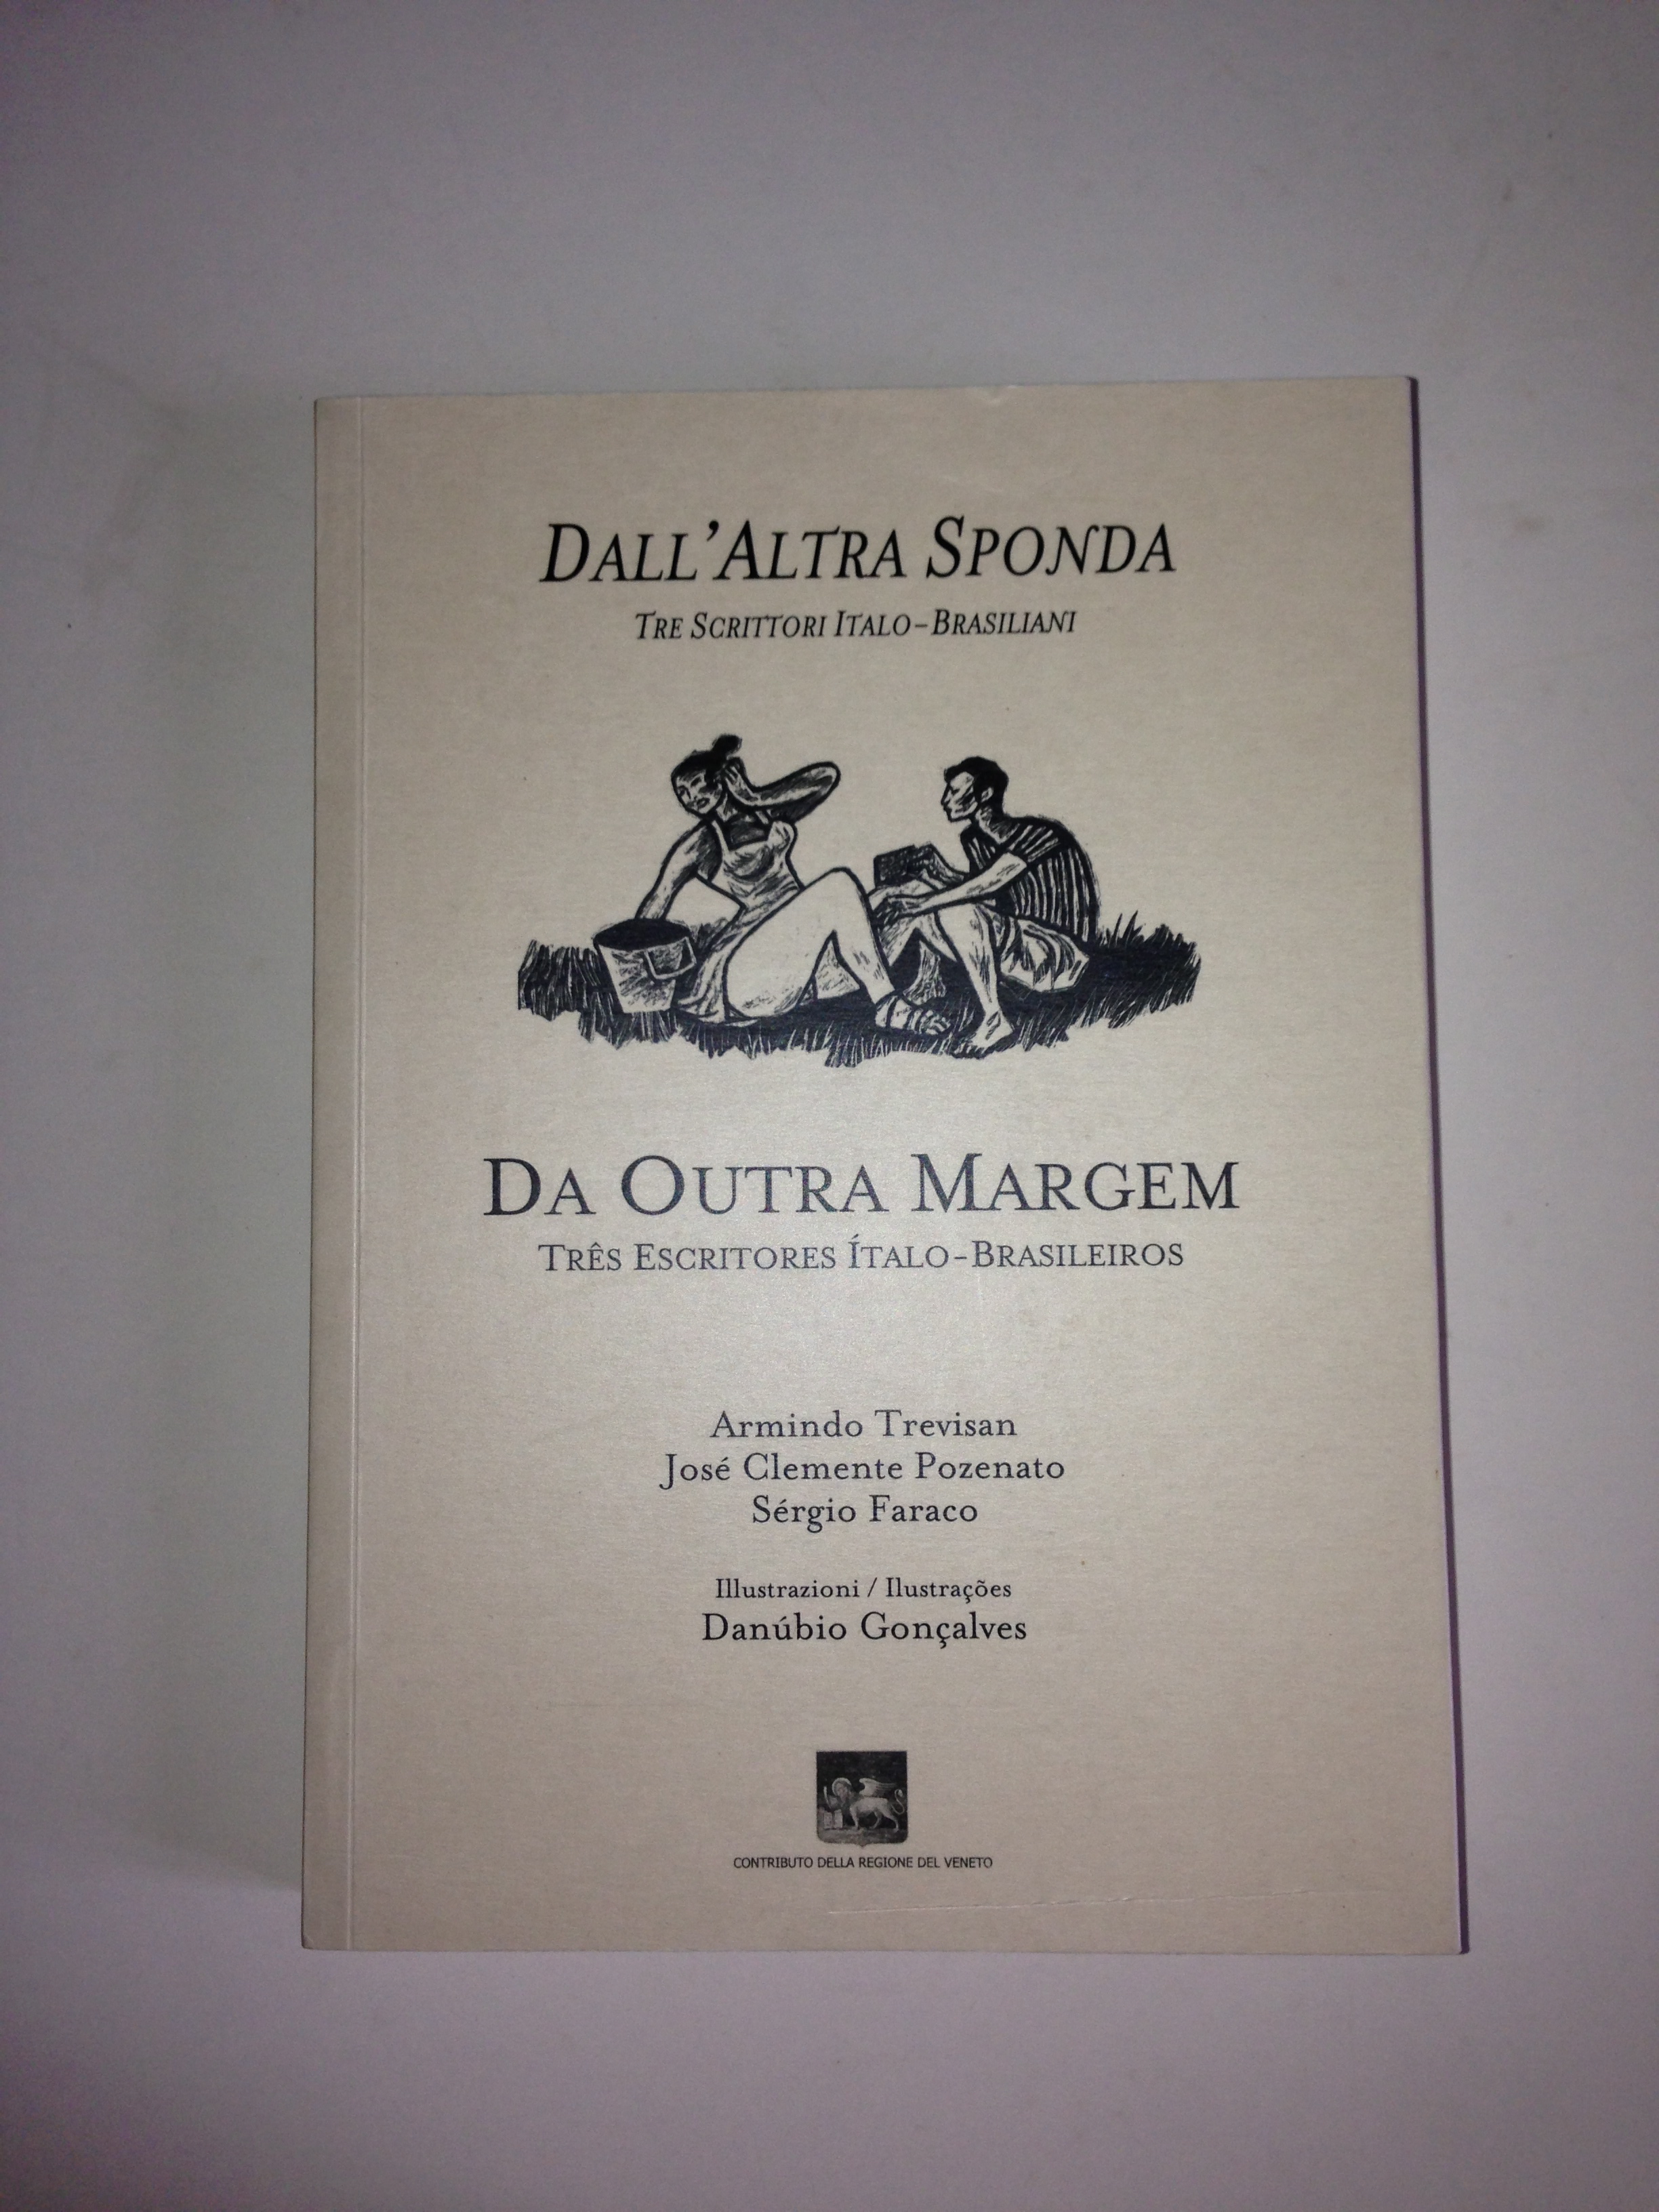 DALL'ALTRA SPONDA
TRE SCRITTORI ITALO-BRASILIANI
DA OUTRA MARGEM
TRÊS ESCRITORES ÍTALO-BRASILEIROS
Armindo Trevisan
José Clemente Pozenato
Sérgio Faraco
Illustrazioni / Ilustrações
Danúbio Gonçalves
CONTRIBUTO DELLA REGIONE DEL VENETO